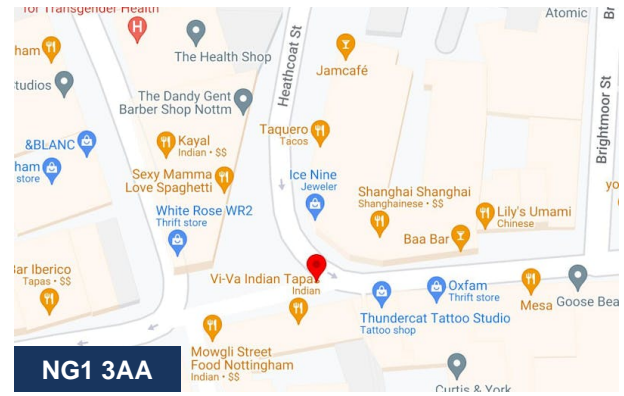 for Transgender Health
H
The Health Shop
ham
Studios
The Dandy Gent
Barber Shop Nottm
Heathcoat St
Jamcafé
Atomic
Br
Brightmoor St
&BLANC
ham
store
Kayal
Indian • $$
Sexy Mamma
Love Spaghetti
Taquero
Tacos
Ice Nine
Jeweler
White Rose WR2
Thrift store
Shanghai Shanghai
Shanghainese • $$
Lily's Umami
Chinese
Baa Bar
yo
Bar Iberico
Tapas • $$
Vi-Va Indian Tapas
Indian
Oxfam
Thrift store
Mesa
Goose Bea
Thundercat Tattoo Studio
Tattoo shop
Mowgli Street
Food Nottingham
Indian • $$
Curtis & York
NG1 3AA